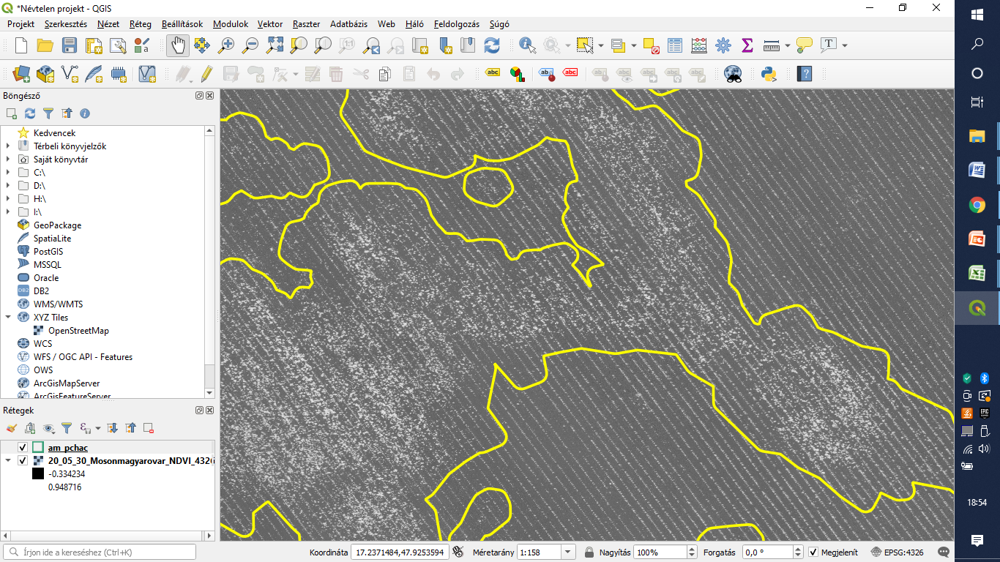 *Névtelen projekt - QGIS
Projekt Szerkesztés Nézet Réteg Beállítások Modulok Vektor Raszter Adatbázis Web Háló Feldolgozás Súgó
Böngésző
Kedvencek
Térbeli könyvjelzők
Saját könyvtár
C:\
D:\
H:\
I:\
GeoPackage
SpatiaLite
PostGIS
MSSQL
Oracle
DB2
WMS/WMTS
XYZ Tiles
OpenStreetMap
WCS
WFS / OGC API - Features
OWS
ArcGisMapServer
ArcGisFeatureServer
Rétegek
am_pchac
20_05_30_Mosonmagyarovar_NDVI_4326
-0.334234
0.948716
Írjon ide a kereséshez (Ctrl+K)
Koordináta 17.2371484,47.9253594 Méretarány 1:158 Nagyítás 100% Forgatás 0,0 ° Megjelenít EPSG:4326
18:54